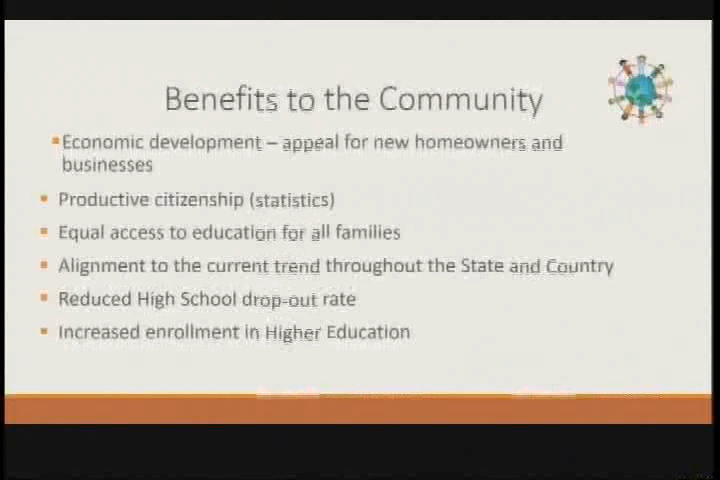 Benefits to the Community
Economic development – appeal for new homeowners and
businesses
Productive citizenship (statistics)
Equal access to education for all families
Alignment to the current trend throughout the State and Country
Reduced High School drop-out rate
Increased enrollment in Higher Education